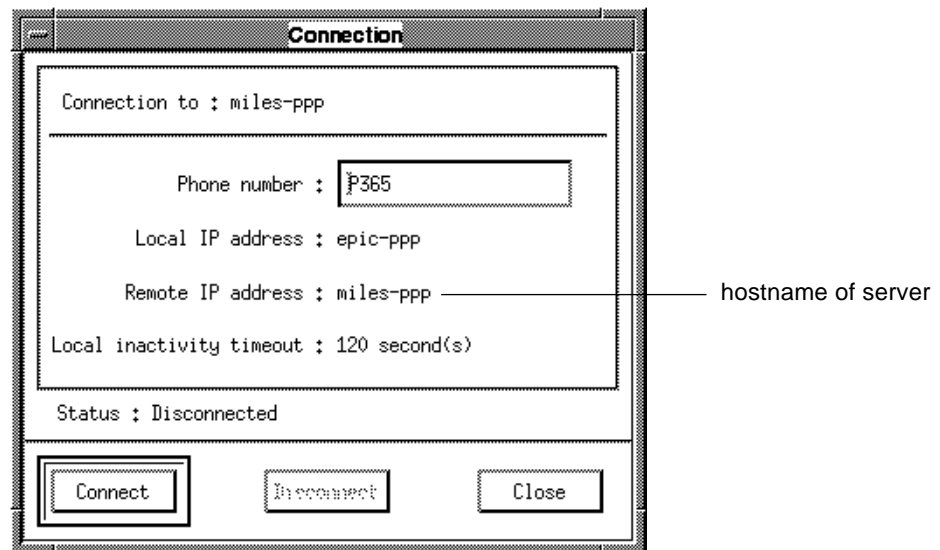 Connection
Connection to : miles-ppp
Phone number : P365
Local IP address : epic-ppp
Remote IP address : miles-ppp
hostname of server
Local inactivity timeout : 120 second(s)
Status : Disconnected
Connect
Disconnect
Close